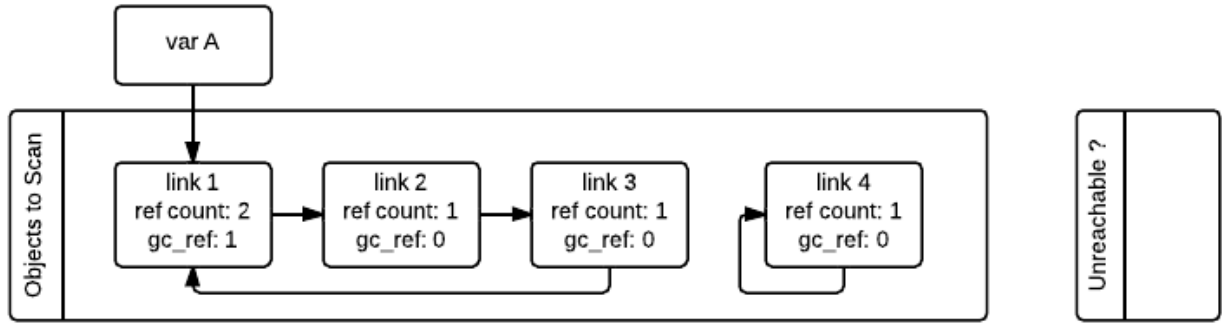 var A
Objects to Scan
link 1
ref count: 2
gc_ref: 1
link 2
ref count: 1
gc_ref: 0
link 3
ref count: 1
gc_ref: 0
link 4
ref count: 1
gc_ref: 0
Unreachable ?